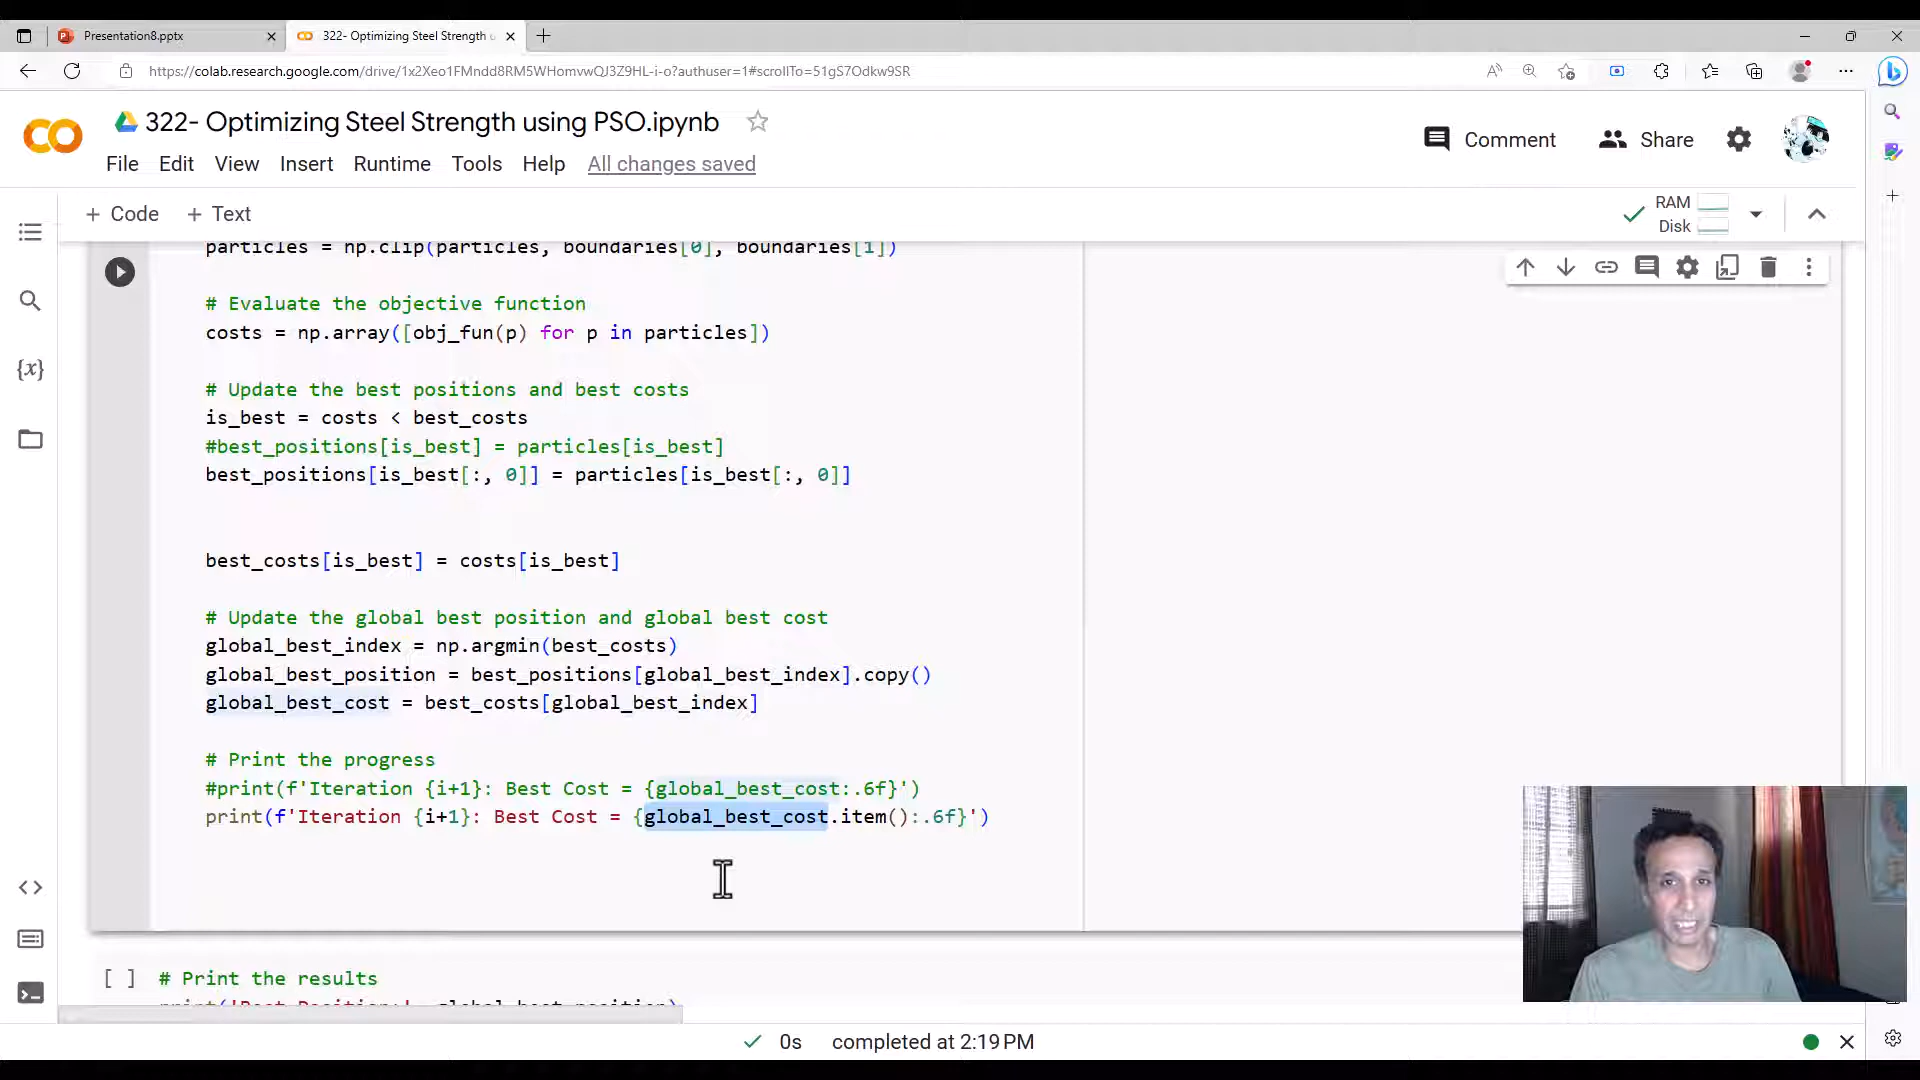 Presentation8.pptx
322- Optimizing Steel Strength u
https://colab.research.google.com/drive/1x2Xeo1FMndd8RM5WHomvwQJ3Z9HL-i-o?authuser=1#scrollTo=51gS7Odkw9SR
322- Optimizing Steel Strength using PSO.ipynb
Comment
Share
File Edit View Insert Runtime Tools Help All changes saved
+ Code + Text
RAM
Disk
particles = np.clip(particles, boundaries[0], boundaries[1])
# Evaluate the objective function
costs = np.array([obj_fun(p) for p in particles])
# Update the best positions and best costs
is_best = costs < best_costs
#best_positions[is_best] = particles[is_best]
best_positions[is_best[:, 0]] = particles[is_best[:, 0]]
best_costs[is_best] = costs[is_best]
# Update the global best position and global best cost
global_best_index = np.argmin(best_costs)
global_best_position = best_positions[global_best_index].copy()
global_best_cost = best_costs[global_best_index]
# Print the progress
#print(f'Iteration {i+1}: Best Cost = {global_best_cost:.6f}')
print(f'Iteration {i+1}: Best Cost = {global_best_cost.item():.6f}')
[ ] # Print the results
print('Best Position:', global_best_position)
0s completed at 2:19 PM